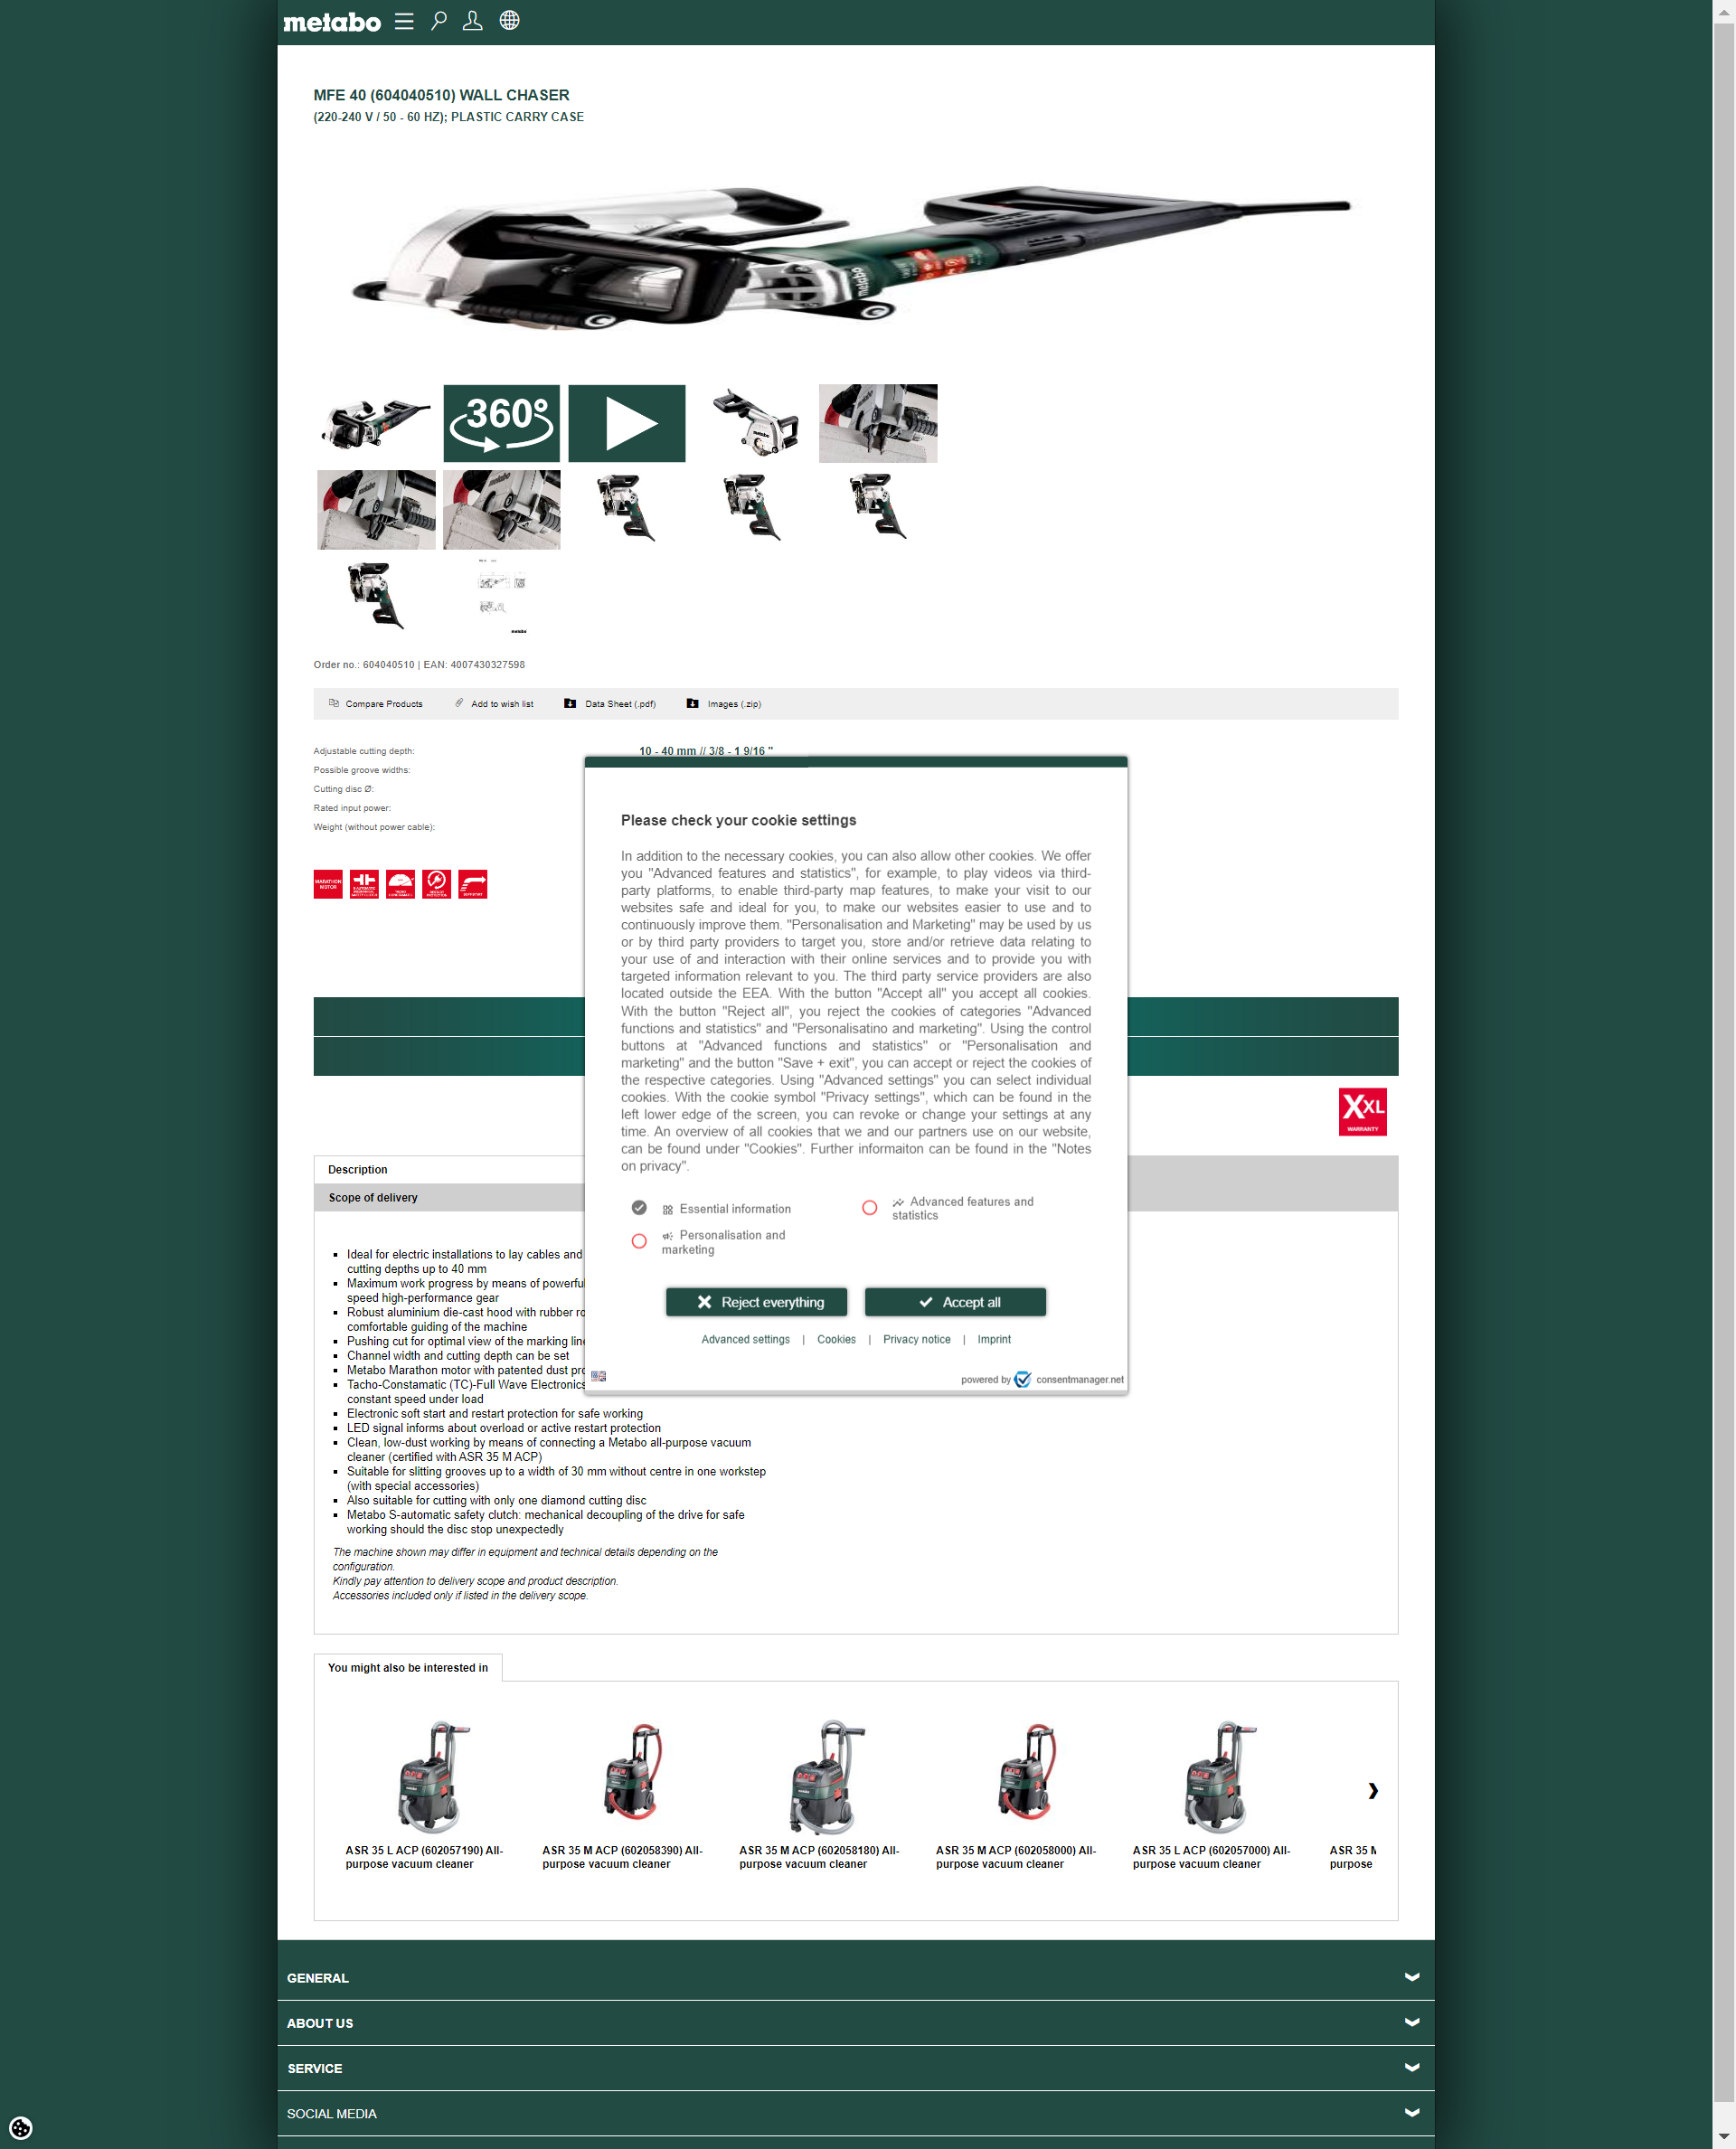 metabo
MFE 40 (604040510) WALL CHASER
(220-240 V / 50 - 60 HZ); PLASTIC CARRY CASE
metabo
360°
Order no.: 604040510 | EAN: 4007430327598
Compare Products
Add to wish list
Data Sheet (.pdf)
Images (.zip)
Adjustable cutting depth:
10 - 40 mm // 3/8 - 1 9/16 "
Possible groove widths:
Cutting disc Ø:
Rated input power:
Weight (without power cable):
MARATHON
MOTOR
XXL
WARRANTY
Description
Scope of delivery
Ideal for electric installations to lay cables and
cutting depths up to 40 mm
Maximum work progress by means of powerful
speed high-performance gear
Robust aluminium die-cast hood with rubber ro
comfortable guiding of the machine
Pushing cut for optimal view of the marking line
Channel width and cutting depth can be set
Metabo Marathon motor with patented dust pro
Tacho-Constamatic (TC)-Full Wave Electronics
constant speed under load
Electronic soft start and restart protection for safe working
LED signal informs about overload or active restart protection
Clean, low-dust working by means of connecting a Metabo all-purpose vacuum
cleaner (certified with ASR 35 M ACP)
Suitable for slitting grooves up to a width of 30 mm without centre in one workstep
(with special accessories)
Also suitable for cutting with only one diamond cutting disc
Metabo S-automatic safety clutch: mechanical decoupling of the drive for safe
working should the disc stop unexpectedly
The machine shown may differ in equipment and technical details depending on the
configuration.
Kindly pay attention to delivery scope and product description.
Accessories included only if listed in the delivery scope.
Please check your cookie settings
In addition to the necessary cookies, you can also allow other cookies. We offer
you "Advanced features and statistics", for example, to play videos via third-
party platforms, to enable third-party map features, to make your visit to our
websites safe and ideal for you, to make our websites easier to use and to
continuously improve them. "Personalisation and Marketing" may be used by us
or by third party providers to target you, store and/or retrieve data relating to
your use of and interaction with their online services and to provide you with
targeted information relevant to you. The third party service providers are also
located outside the EEA. With the button "Accept all" you accept all cookies.
With the button "Reject all", you reject the cookies of categories "Advanced
functions and statistics" and "Personalisatino and marketing". Using the control
buttons at "Advanced functions and statistics" or "Personalisation and
marketing" and the button "Save + exit", you can accept or reject the cookies of
the respective categories. Using "Advanced settings" you can select individual
cookies. With the cookie symbol "Privacy settings", which can be found in the
left lower edge of the screen, you can revoke or change your settings at any
time. An overview of all cookies that we and our partners use on our website,
can be found under "Cookies". Further informaiton can be found in the "Notes
on privacy".
Essential information
Advanced features and
statistics
Personalisation and
marketing
Reject everything
Accept all
Advanced settings | Cookies | Privacy notice | Imprint
powered by consentmanager.net
You might also be interested in
ASR 35 L ACP (602057190) All-
purpose vacuum cleaner
ASR 35 M ACP (602058390) All-
purpose vacuum cleaner
ASR 35 M ACP (602058180) All-
purpose vacuum cleaner
ASR 35 M ACP (602058000) All-
purpose vacuum cleaner
ASR 35 L ACP (602057000) All-
purpose vacuum cleaner
ASR 35 M
purpose
GENERAL
ABOUT US
SERVICE
SOCIAL MEDIA